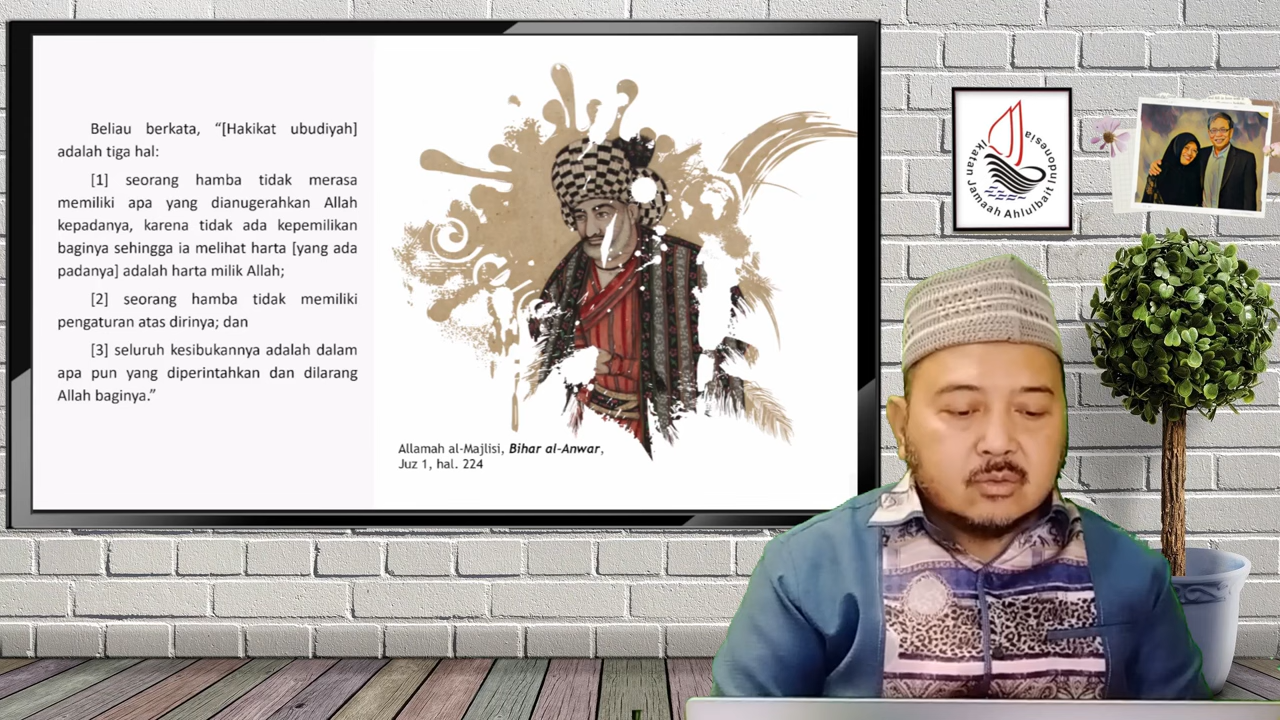 Beliau berkata, “[Hakikat ubudiyah]
adalah tiga hal:
[1] seorang hamba tidak merasa
memiliki apa yang dianugerahkan Allah
kepadanya, karena tidak ada kepemilikan
baginya sehingga ia melihat harta [yang ada
padanya] adalah harta milik Allah;
[2] seorang hamba tidak memiliki
pengaturan atas dirinya; dan
[3] seluruh kesibukannya adalah dalam
apa pun yang diperintahkan dan dilarang
Allah baginya.”
Allamah al-Majlisi, Bihar al-Anwar,
Juz 1, hal. 224
Ikatan Jamaah Ahlulbait Indonesia